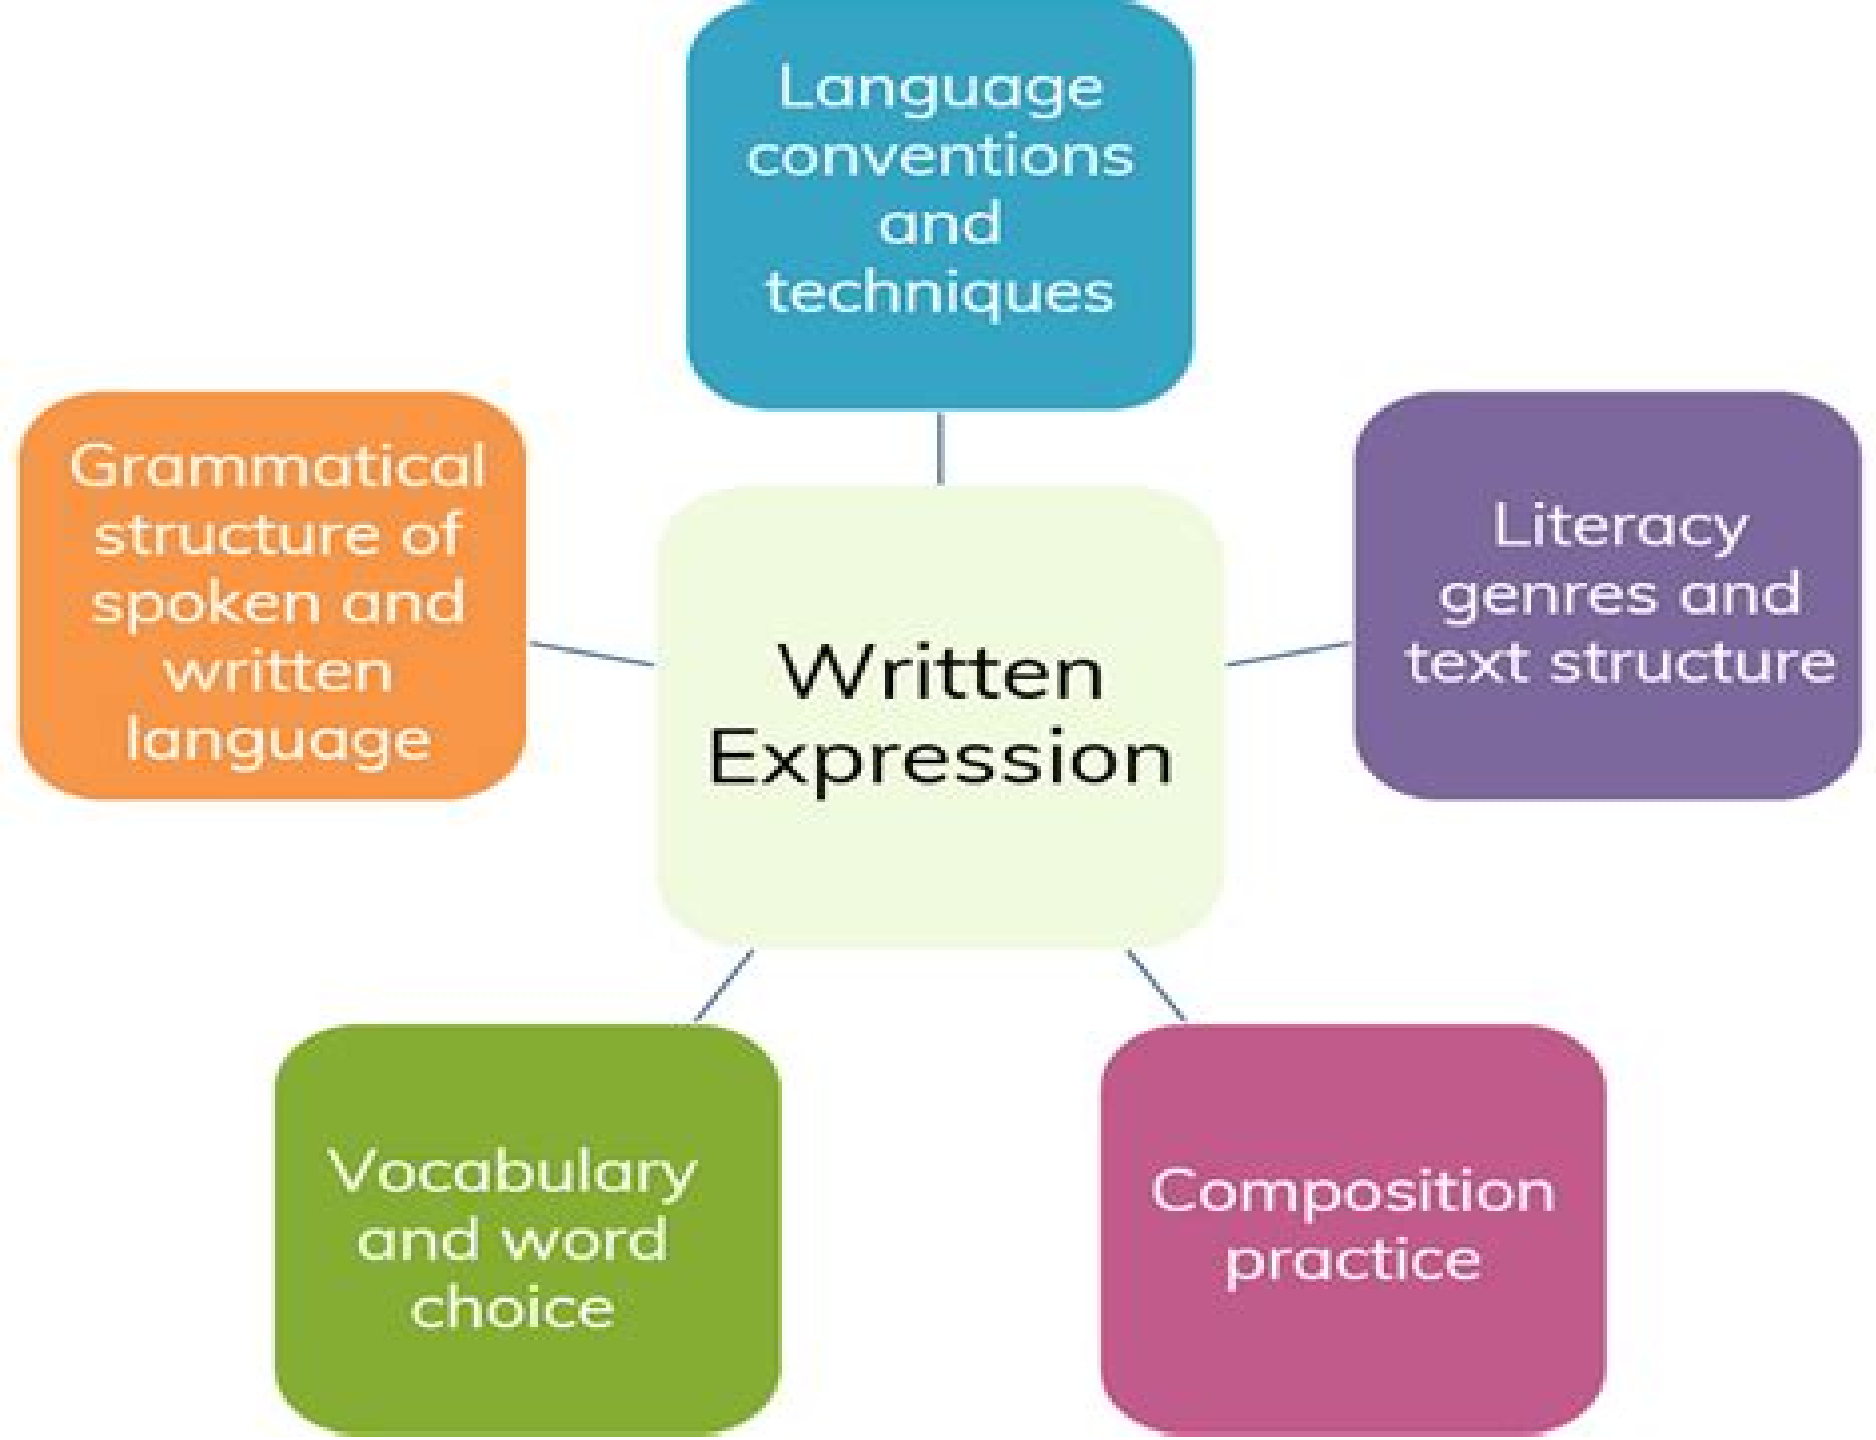 Language
conventions
and
techniques
Grammatical
structure of
spoken and
written
language
Literacy
genres and
text structure
Written
Expression
Vocabulary
and word
choice
Composition
practice